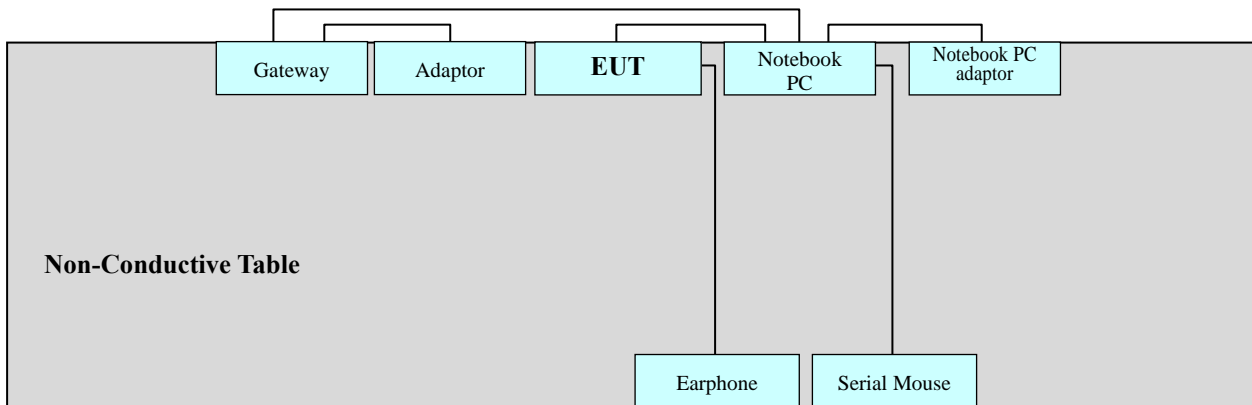 Gateway
Adaptor
EUT
Notebook
PC
Notebook PC
adaptor
Non-Conductive Table
Earphone
Serial Mouse